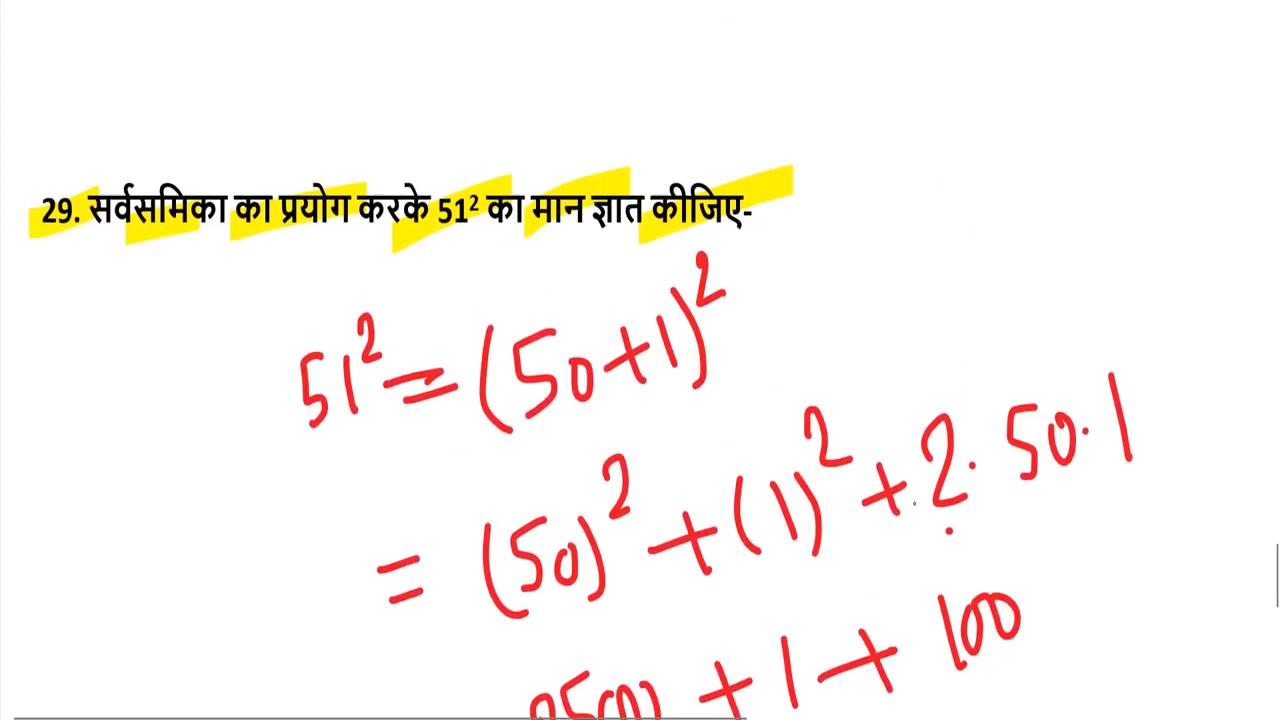 29. सर्वसमिका का प्रयोग करके 51² का मान ज्ञात कीजिए-
51² = (50+1)²
= (50)² + (1)² + 2. 50. 1
2500 + 1 + 100